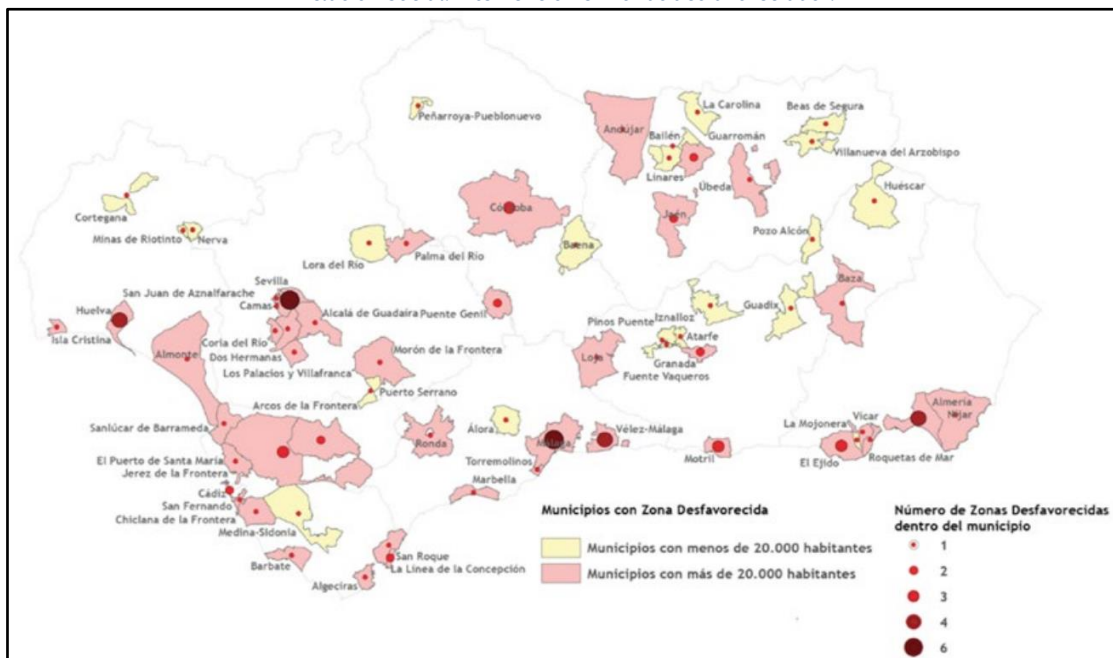 Peñarroya-Pueblonuevo
La Carolina
Beas de Segura
Andújar
Bailén
Guarromán
Villanueva del Arzobispo
Linares
Úbeda
Huéscar
Cortegana
Córdoba
Jaén
Minas de Riotinto
Nerva
Baena
Pozo Alcón
Lora del Río
Palma del Río
Sevilla
Baza
San Juan de Aznalfarache
Camas
Huelva
Alcalá de Guadaíra
Puente Genil
Iznalloz
Guadix
Pinos Puente
Atarfe
Isla Cristina
Coria del Río
Almonte
Dos Hermanas
Morón de la Frontera
Loja
Granada
Los Palacios y Villafranca
Fuente Vaqueros
Puerto Serrano
Arcos de la Frontera
Almería
Sanlúcar de Barrameda
Álora
La Mojonera
Vícar
Níjar
Ronda
Málaga
Vélez-Málaga
El Puerto de Santa María
Torremolinos
Motril
El Ejido
Roquetas de Mar
Jerez de la Frontera
Marbella
Cádiz
San Fernando
Chiclana de la Frontera
Medina-Sidonia
San Roque
Barbate
La Línea de la Concepción
Algeciras
Municipios con Zona Desfavorecida
Municipios con menos de 20.000 habitantes
Municipios con más de 20.000 habitantes
Número de Zonas Desfavorecidas
dentro del municipio
1
2
3
4
6